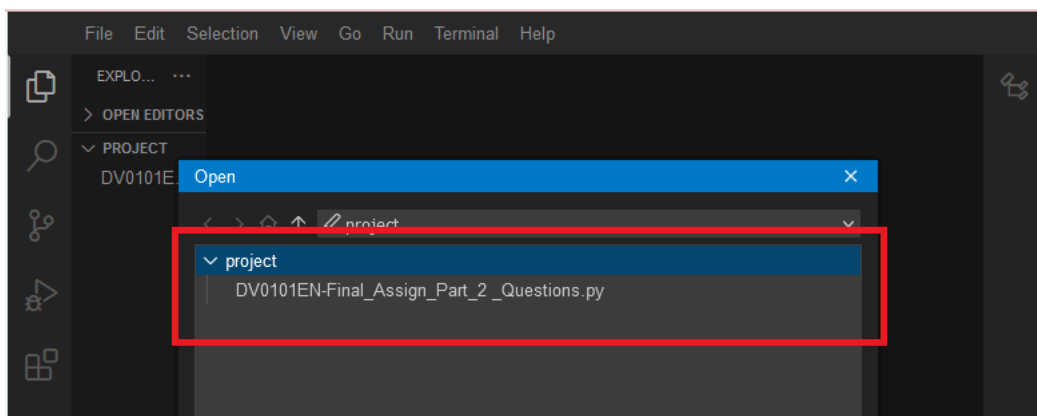 File Edit Selection View Go Run Terminal Help
EXPLO... ···
OPEN EDITORS
PROJECT
DV0101E
Open
project
project
DV0101EN-Final_Assign_Part_2 _Questions.py